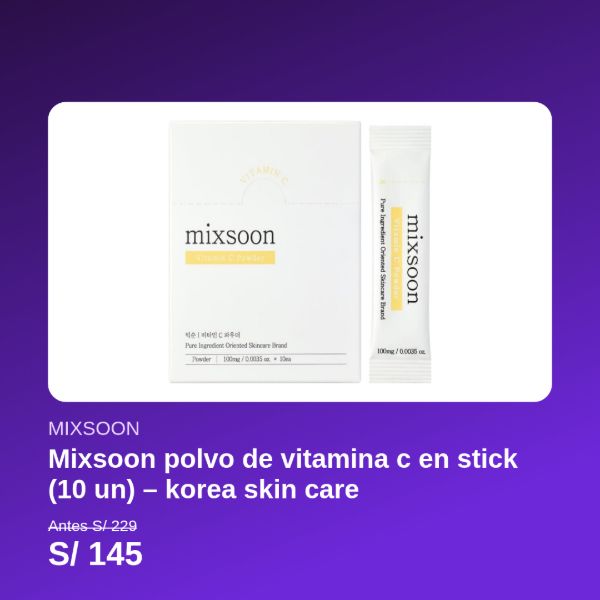 VITAMIN C
mixsoon
Vitamin C Powder
믹순 | 비타민 C 파우더
Pure Ingredient Oriented Skincare Brand
Powder | 100mg / 0.0035 oz. × 10ea
mixsoon
Vitamin C Powder
Pure Ingredient Oriented Skincare Brand
100mg / 0.0035 oz.
MIXSOON
Mixsoon polvo de vitamina c en stick
(10 un) – korea skin care
Antes S/ 229
S/ 145